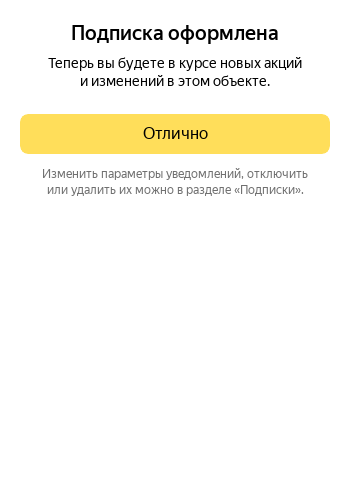 Подписка оформлена
Теперь вы будете в курсе новых акций
и изменений в этом объекте.
Отлично
Изменить параметры уведомлений, отключить
или удалить их можно в разделе «Подписки».